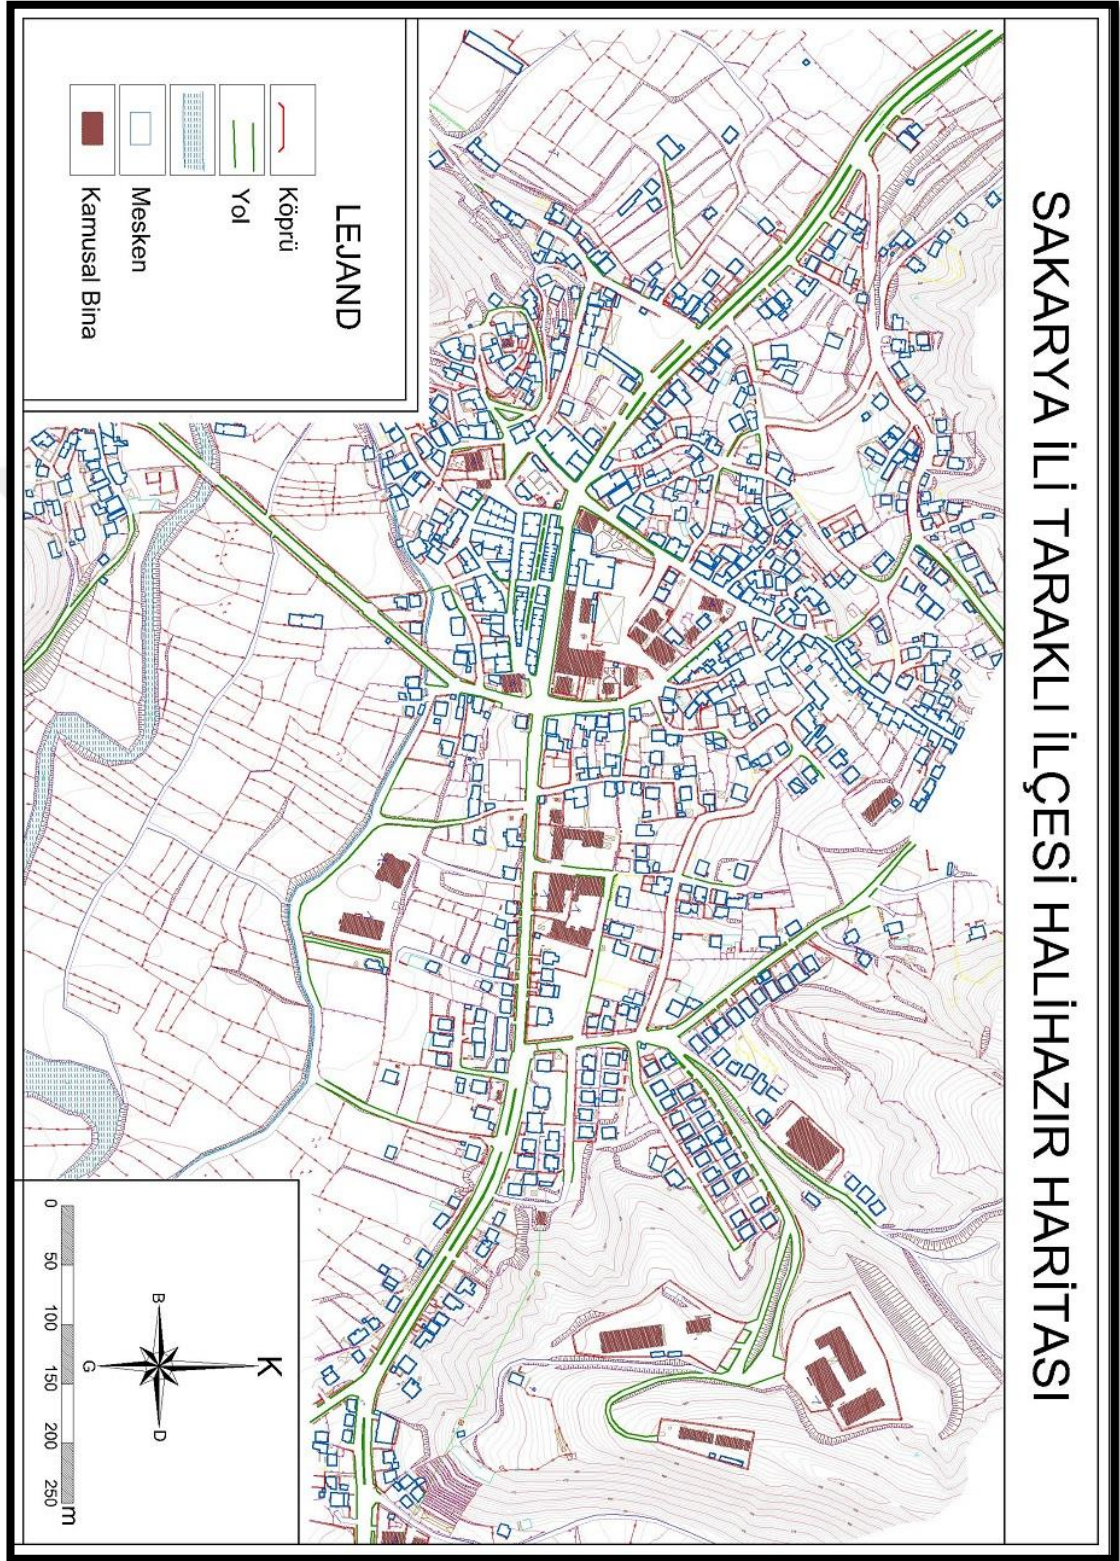 SAKARYA İLİ TARAKLI İLÇESİ HALİHAZIR HARİTASI
LEJAND
Köprü
Yol
Mesken
Kamusal Bina
K
B
D
G
0 50 100 150 200 250 m